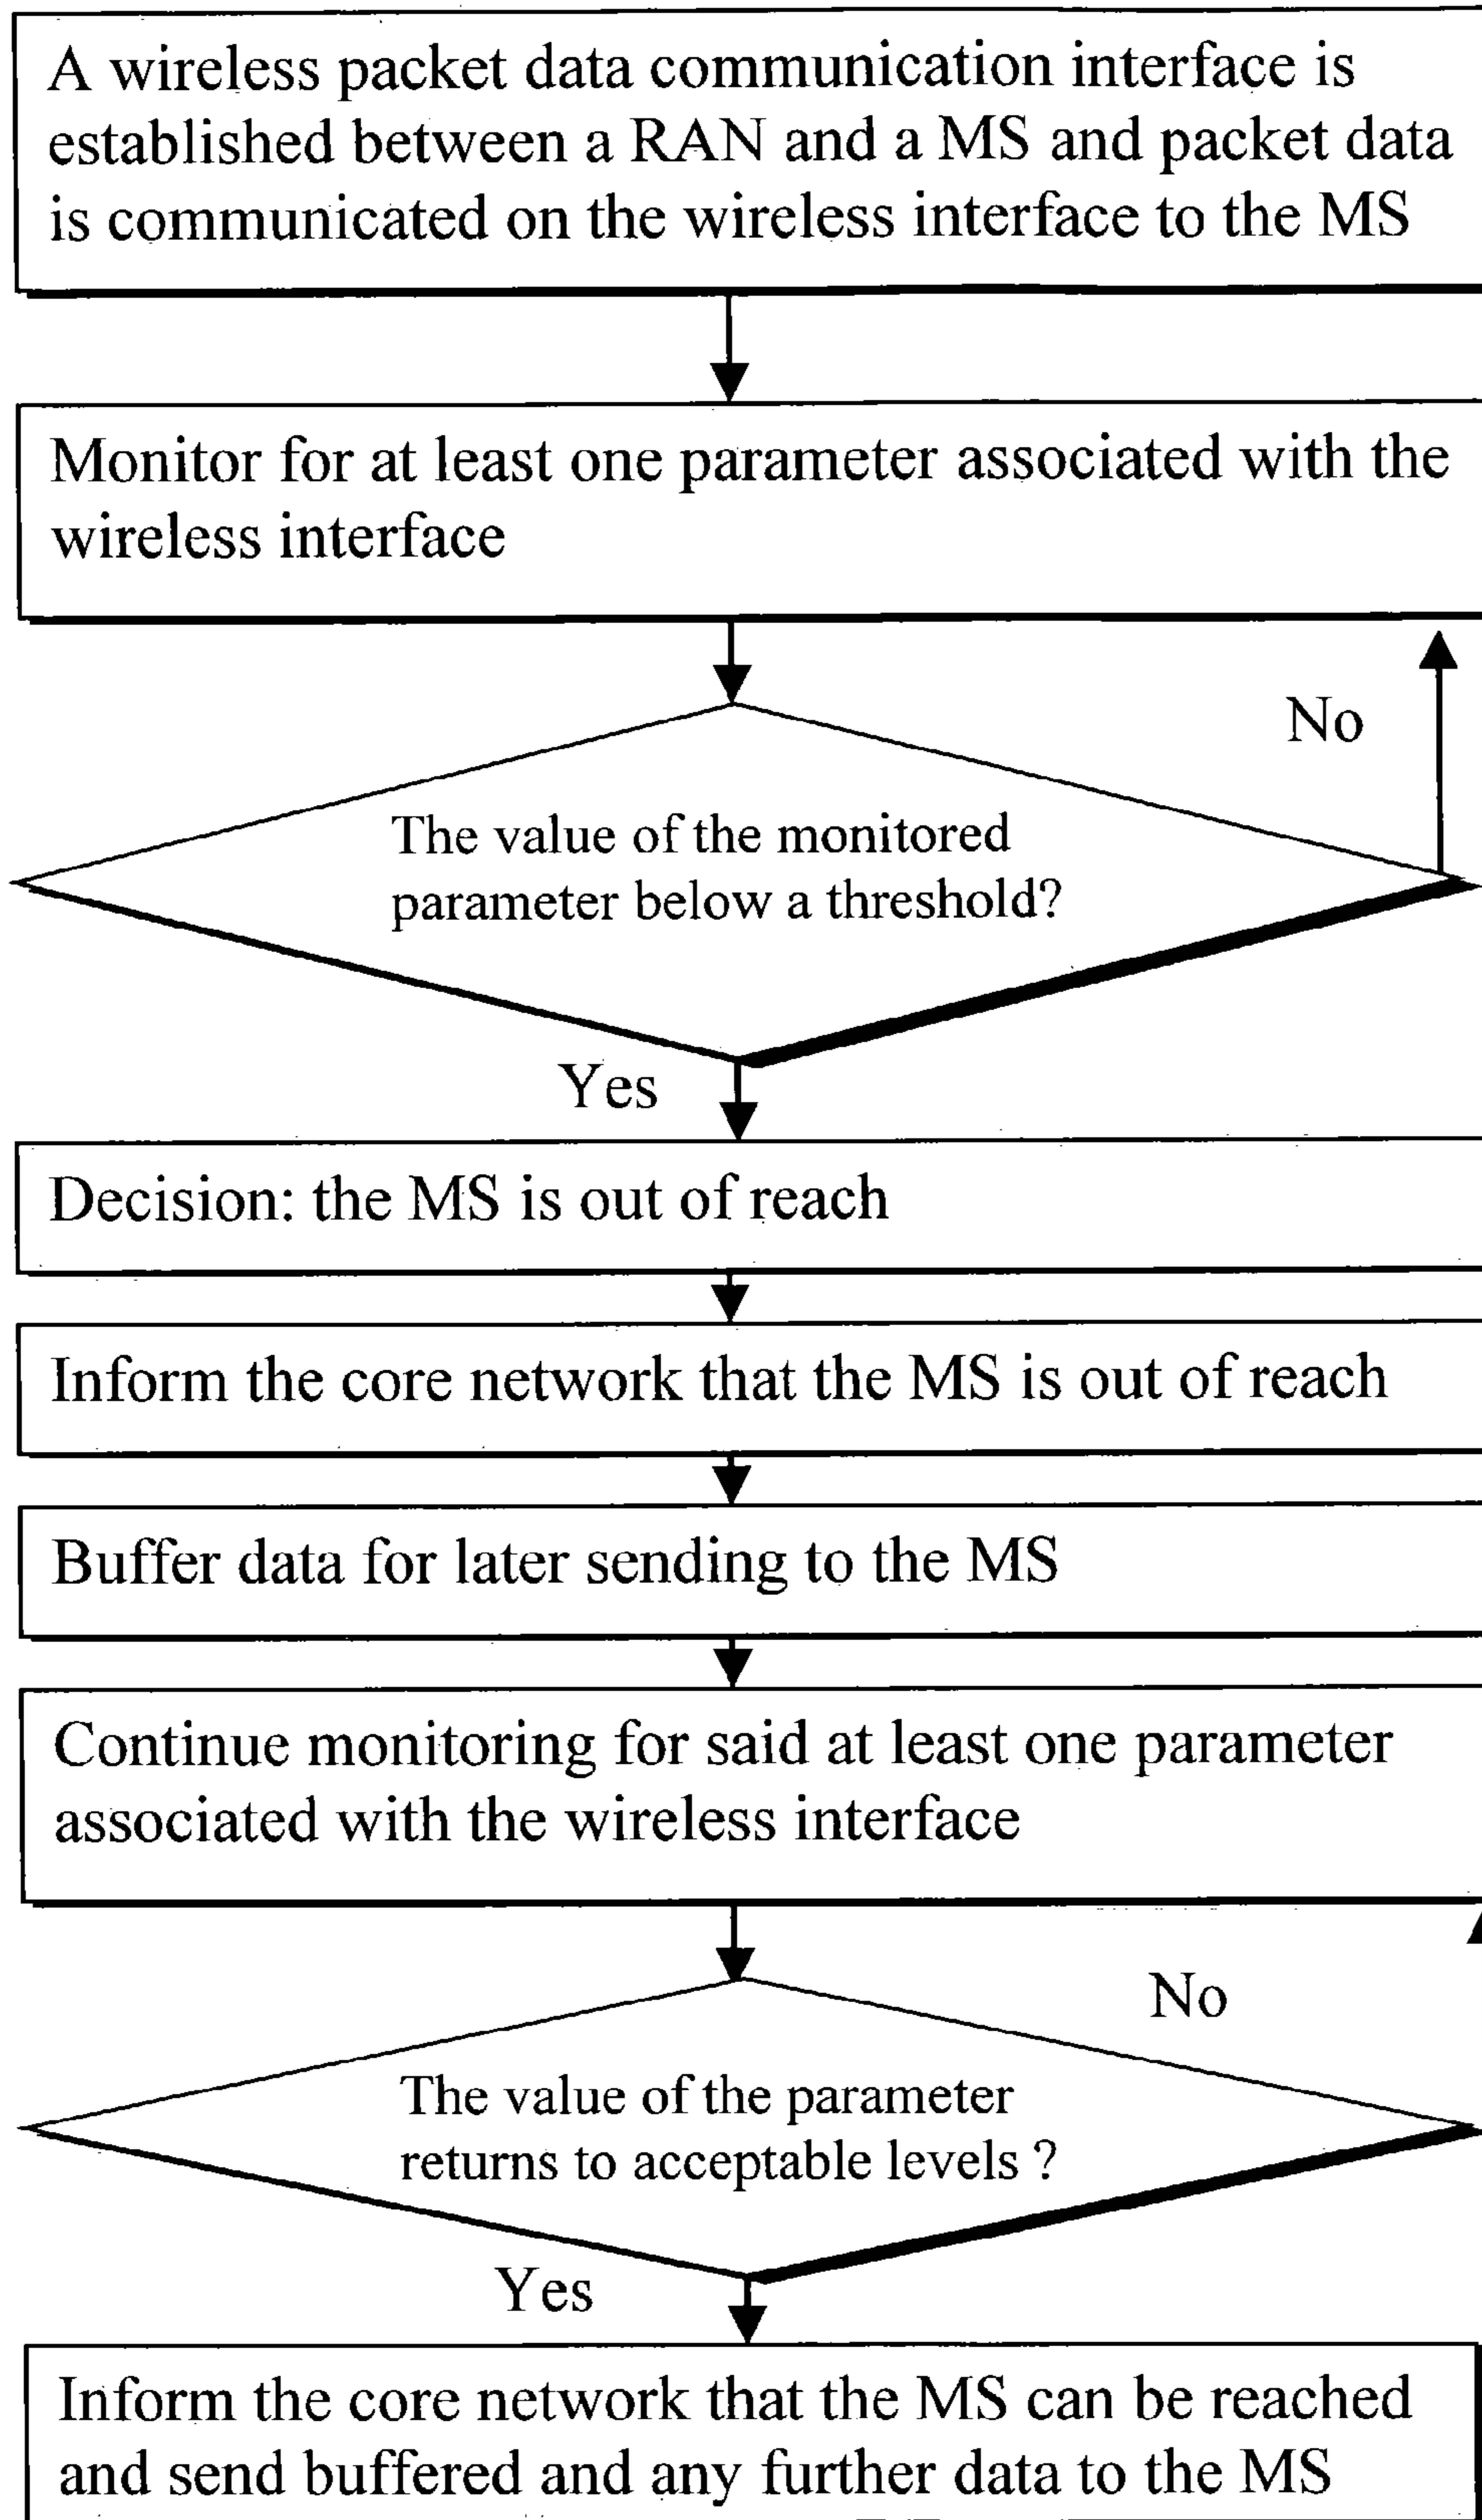 A wireless packet data communication interface is
established between a RAN and a MS and packet data
is communicated on the wireless interface to the MS
Monitor for at least one parameter associated with the
wireless interface
No
The value of the monitored
parameter below a threshold?
Yes
Decision: the MS is out of reach
Inform the core network that the MS is out of reach
Buffer data for later sending to the MS
Continue monitoring for said at least one parameter
associated with the wireless interface
No
The value of the parameter
returns to acceptable levels ?
Yes
Inform the core network that the MS can be reached
and send buffered and any further data to the MS